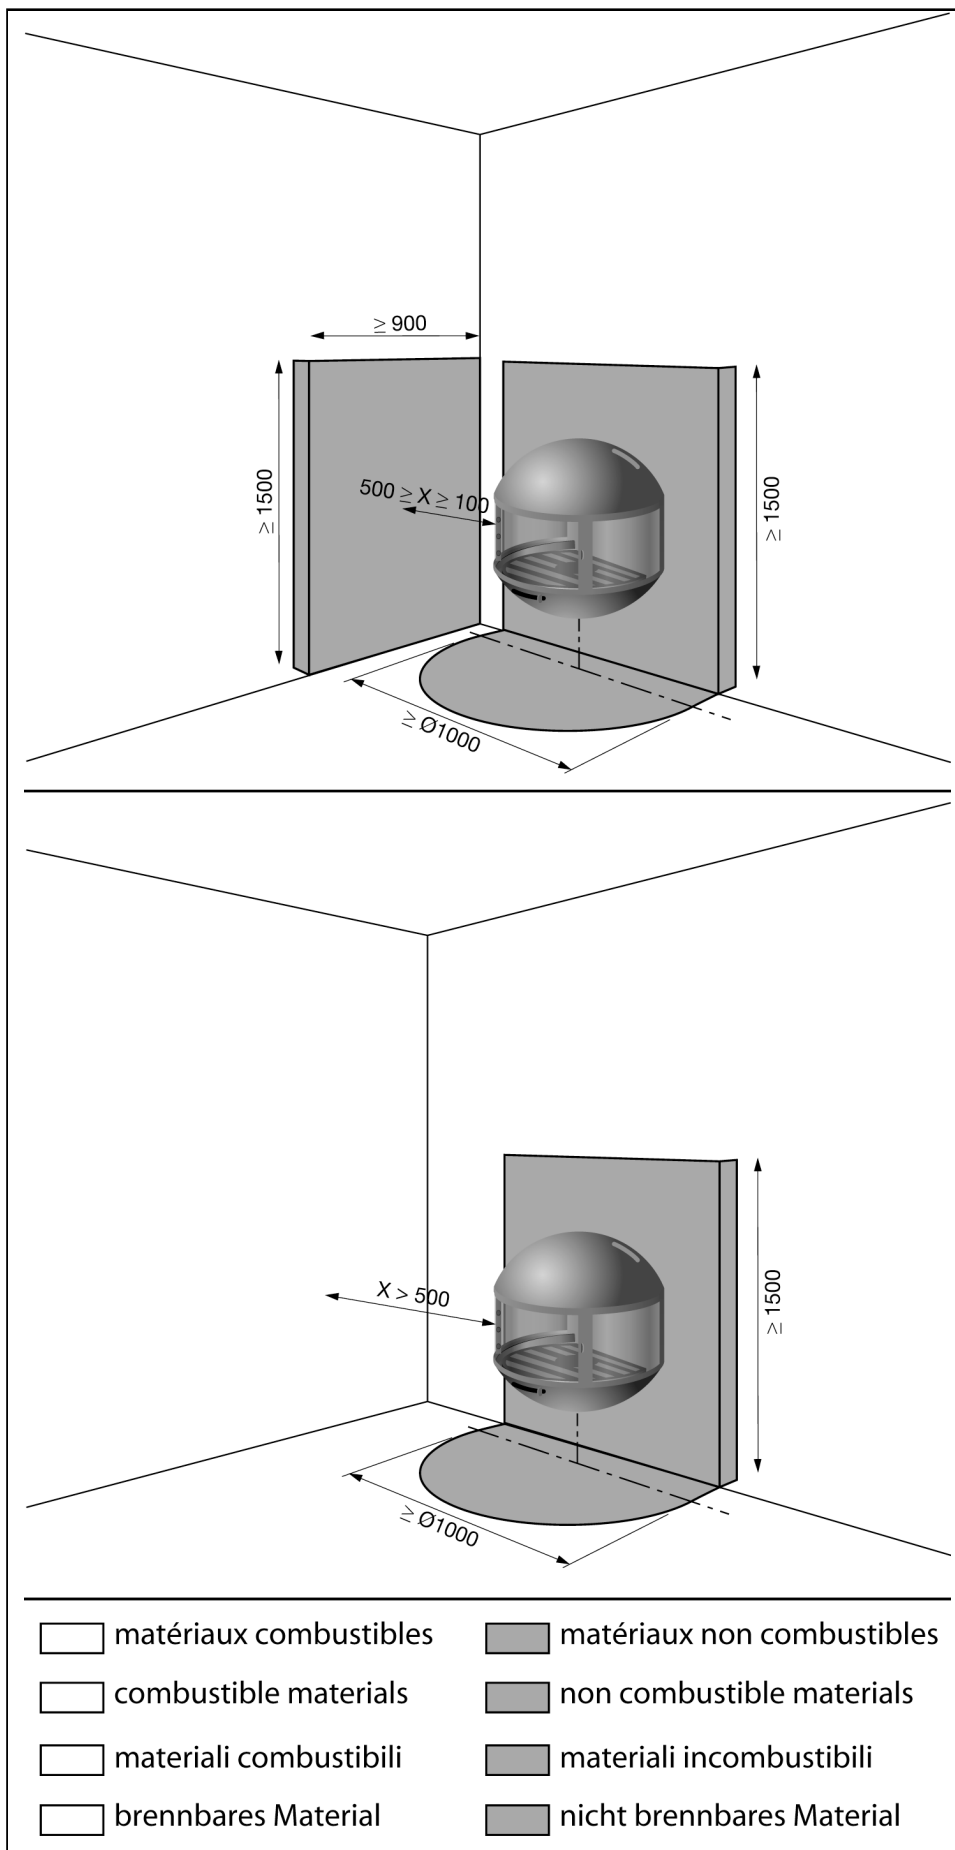 ≥ 900
≥ 1500
500 ≥ X ≥ 100
≥ 1500
≥ Ø1000
X > 500
≥ 1500
≥ Ø1000
matériaux combustibles
matériaux non combustibles
combustible materials
non combustible materials
materiali combustibili
materiali incombustibili
brennbares Material
nicht brennbares Material